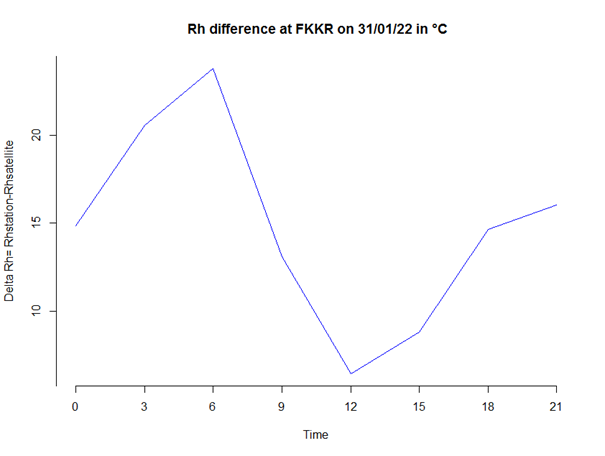 Rh difference at FKKR on 31/01/22 in °C
Delta Rh= Rhstation-Rhsatellite
20
15
10
0 3 6 9 12 15 18 21
Time